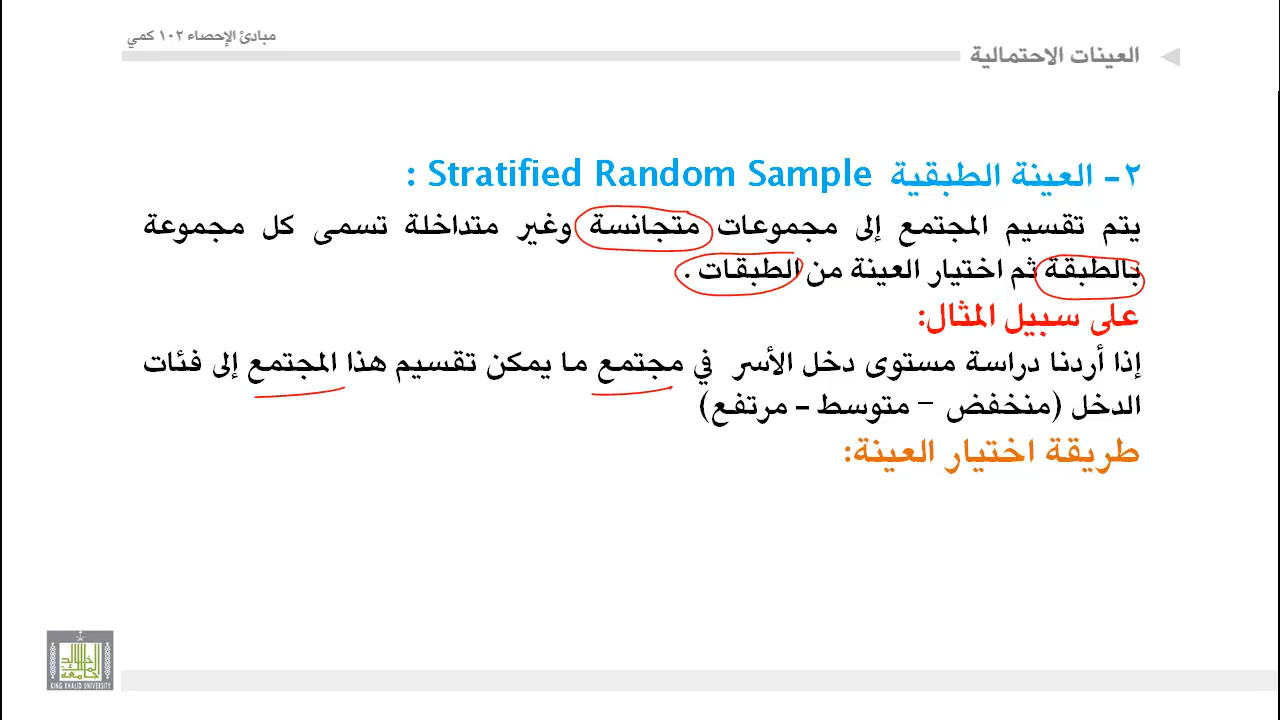 مبادئ الإحصاء ١٠٢ كمي
العينات الاحتمالية
٢- العينة الطبقية Stratified Random Sample :
يتم تقسيم المجتمع إلى مجموعات متجانسة وغير متداخلة تسمى كل مجموعة
بالطبقة ثم اختيار العينة من الطبقات .
على سبيل المثال:
إذا أردنا دراسة مستوى دخل الأسر في مجتمع ما يمكن تقسيم هذا المجتمع إلى فئات
الدخل (منخفض – متوسط – مرتفع)
طريقة اختيار العينة:
جامعة الملك خالد
KING KHALID UNIVERSITY